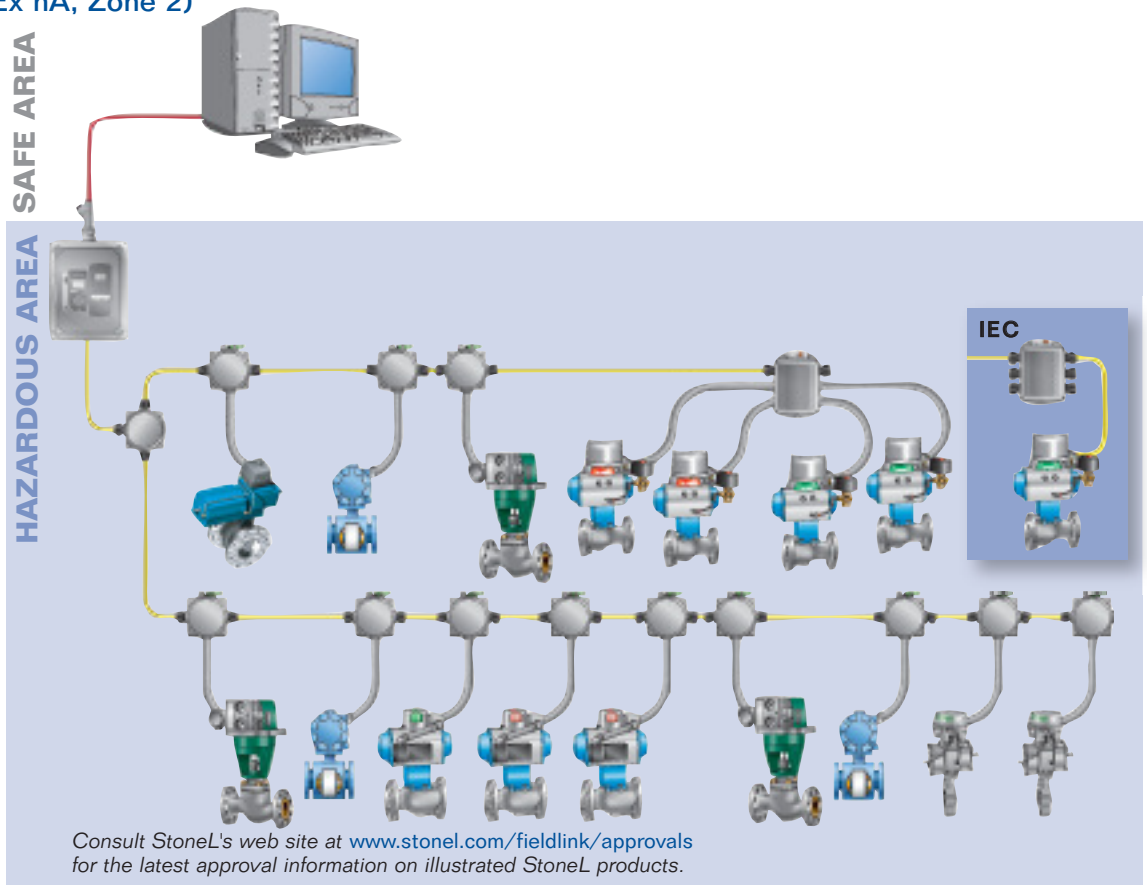 Ex nA, Zone 2)
SAFE AREA
HAZARDOUS AREA
IEC
Consult StoneL's web site at www.stonel.com/fieldlink/approvals
for the latest approval information on illustrated StoneL products.